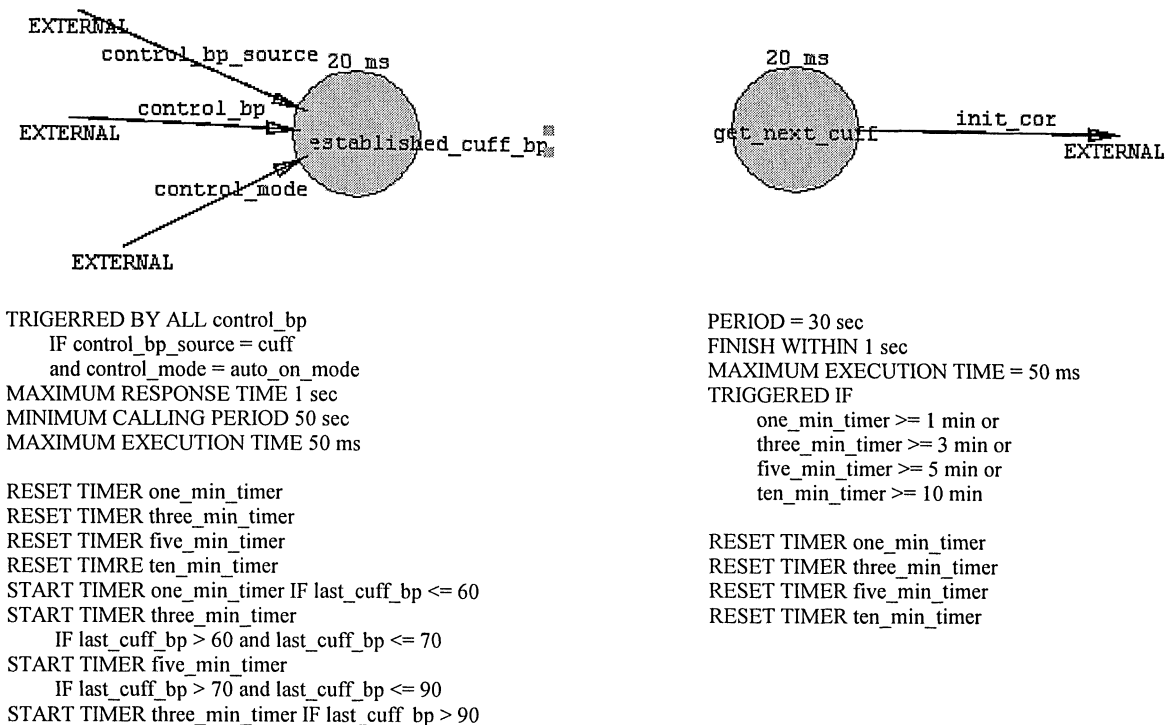 EXTERNAL
control_bp_source
20 ms
control_bp
EXTERNAL
established_cuff_bp
control_mode
EXTERNAL
20 ms
get_next_cuff
init_cor
EXTERNAL
TRIGERRED BY ALL control_bp
IF control_bp_source = cuff
and control_mode = auto_on_mode
MAXIMUM RESPONSE TIME 1 sec
MINIMUM CALLING PERIOD 50 sec
MAXIMUM EXECUTION TIME 50 ms
RESET TIMER one_min_timer
RESET TIMER three_min_timer
RESET TIMER five_min_timer
RESET TIMRE ten_min_timer
START TIMER one_min_timer IF last_cuff_bp <= 60
START TIMER three_min_timer
IF last_cuff_bp > 60 and last_cuff_bp <= 70
START TIMER five_min_timer
IF last_cuff_bp > 70 and last_cuff_bp <= 90
START TIMER three_min_timer IF last_cuff_bp > 90
PERIOD = 30 sec
FINISH WITHIN 1 sec
MAXIMUM EXECUTION TIME = 50 ms
TRIGGERED IF
one_min_timer >= 1 min or
three_min_timer >= 3 min or
five_min_timer >= 5 min or
ten_min_timer >= 10 min
RESET TIMER one_min_timer
RESET TIMER three_min_timer
RESET TIMER five_min_timer
RESET TIMER ten_min_timer